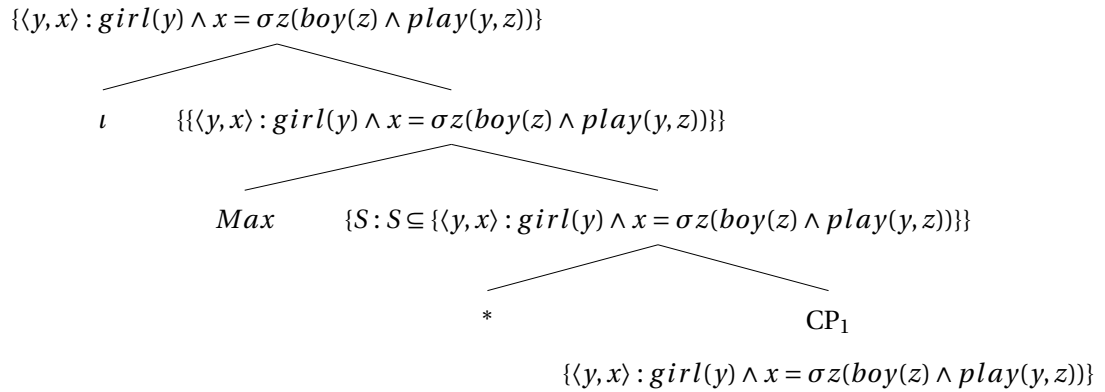 {⟨y, x⟩ : girl(y) ∧ x = σz(boy(z) ∧ play(y, z))}
ι {{⟨y, x⟩ : girl(y) ∧ x = σz(boy(z) ∧ play(y, z))}}
Max {S : S ⊆ {⟨y, x⟩ : girl(y) ∧ x = σz(boy(z) ∧ play(y, z))}}
* CP₁
{⟨y, x⟩ : girl(y) ∧ x = σz(boy(z) ∧ play(y, z))}